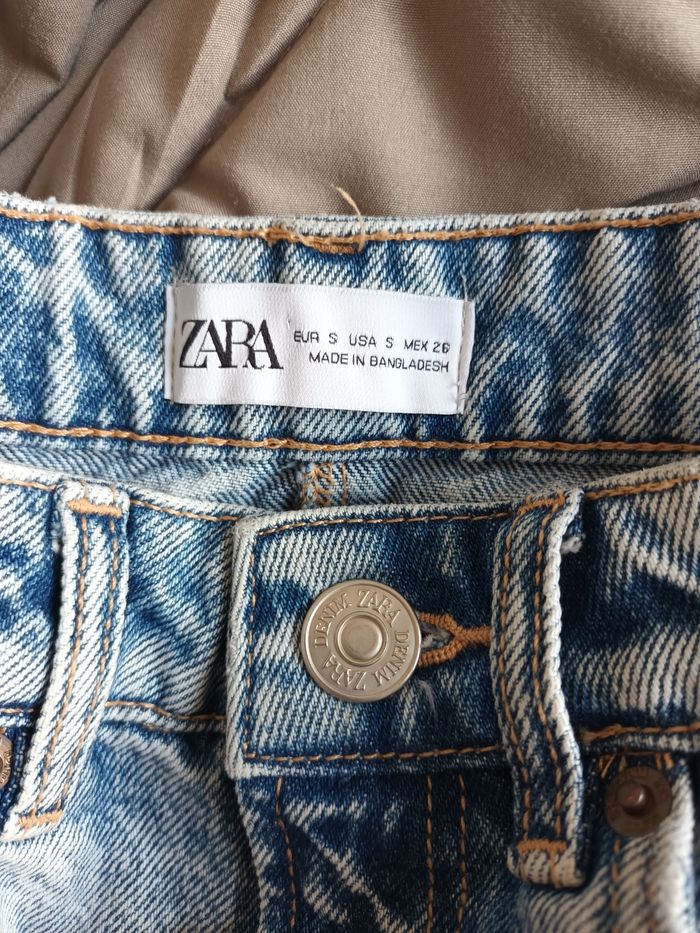 ZARA
EUR S USA S MEX 26
MADE IN BANGLADESH
ZARA DENIM ZARA DENIM